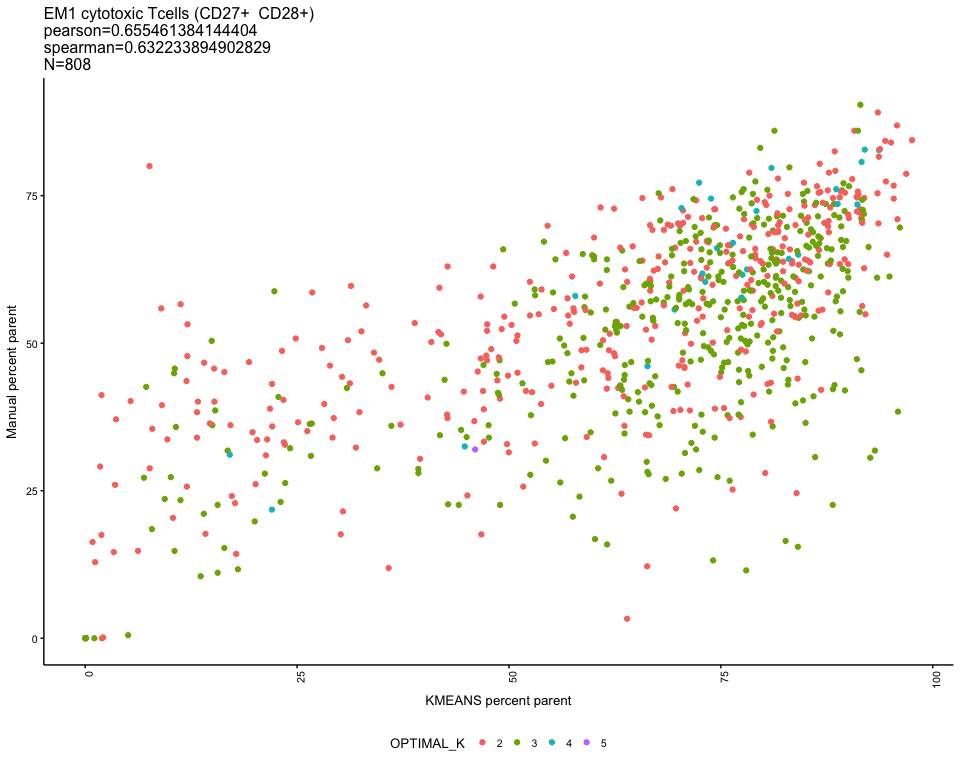 EM1 cytotoxic Tcells (CD27+  CD28+)
pearson=0.655461384144404
spearman=0.632233894902829
N=808
Manual percent parent
75
50
25
0
0
25
50
75
100
KMEANS percent parent
OPTIMAL_K 2 3 4 5